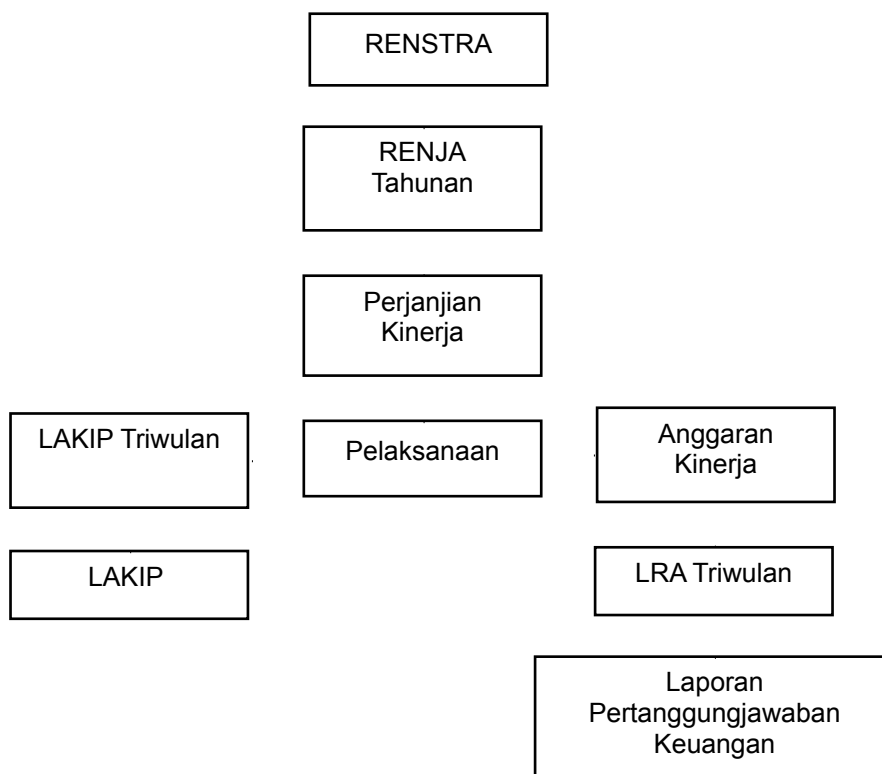 RENSTRA
RENJA
Tahunan
Perjanjian
Kinerja
LAKIP Triwulan
Pelaksanaan
Anggaran
Kinerja
LAKIP
LRA Triwulan
Laporan
Pertanggungjawaban
Keuangan